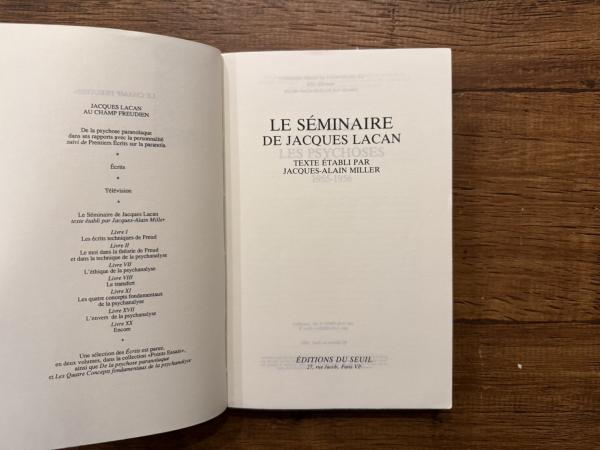 JACQUES LACAN
AU CHAMP FREUDIEN
De la psychose paranoïaque
dans ses rapports avec la personnalité
suivi de Premiers Écrits sur la paranoïa.
*
Écrits
*
Télévision
*
Le Séminaire de Jacques Lacan
texte établi par Jacques-Alain Miller
Livre I
Les écrits techniques de Freud
Livre II
Le moi dans la théorie de Freud
et dans la technique de la psychanalyse
Livre VII
L'éthique de la psychanalyse
Livre VIII
Le transfert
Livre XI
Les quatre concepts fondamentaux
de la psychanalyse
Livre XVII
L'envers de la psychanalyse
Livre XX
Encore
*
Une sélection des Écrits est parue,
en deux volumes, dans la collection «Points Essais»,
ainsi que De la psychose paranoïaque
et Les Quatre Concepts fondamentaux de la psychanalyse
LE SÉMINAIRE
DE JACQUES LACAN
LES PSYCHOSES
TEXTE ÉTABLI PAR
JACQUES-ALAIN MILLER
1955-1956
ÉDITIONS DU SEUIL
27, rue Jacob, Paris VIe